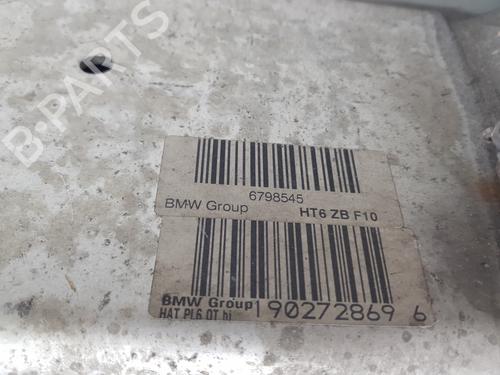 B-PARTS
6798545
BMW Group HT6 ZB F10
BMW Group 190272869 6
HAT PL6 OT hi